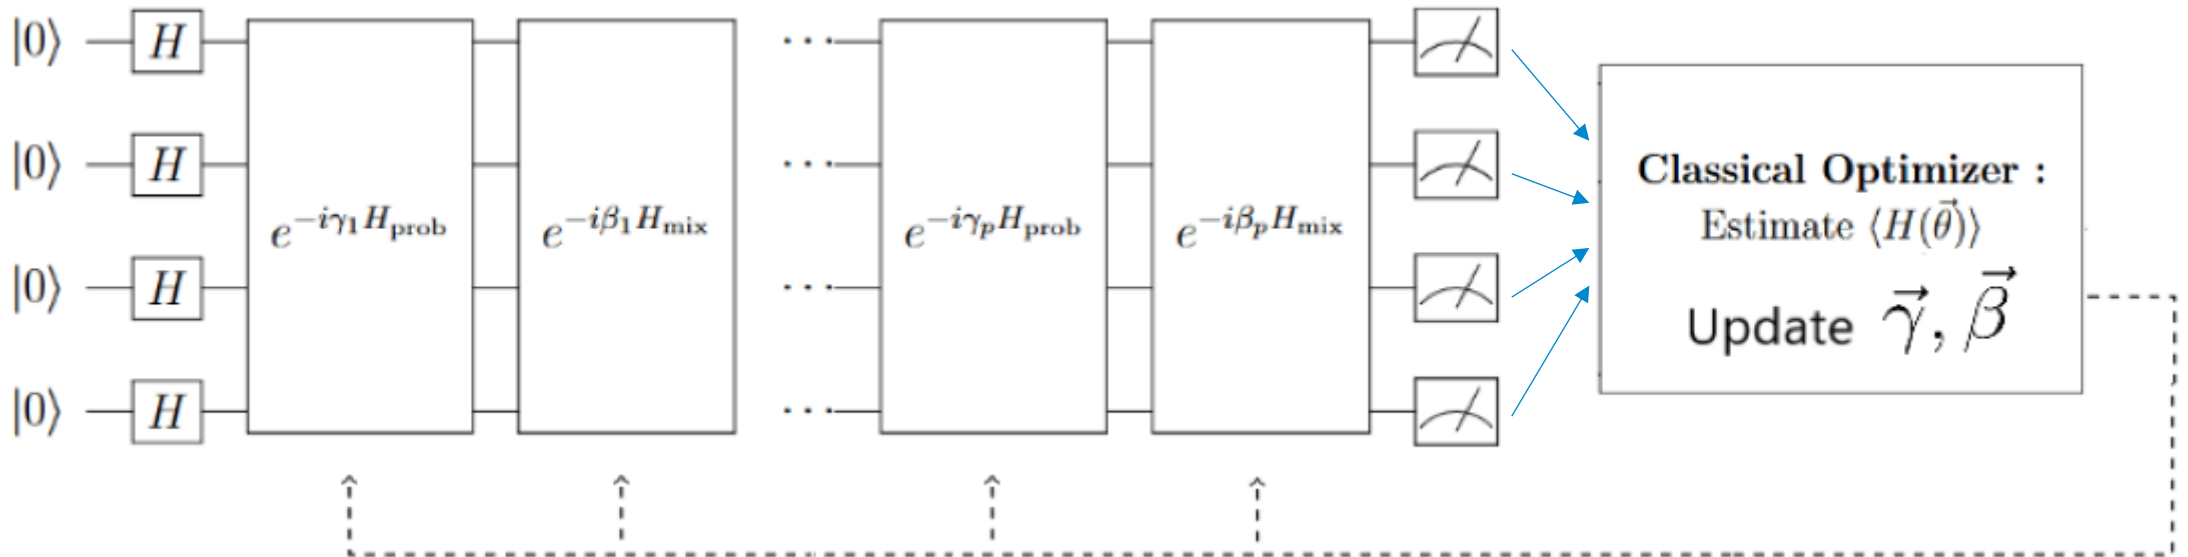 |0⟩ H · · · · · ·
|0⟩ H · · · · · ·
e^{-iγ_1 H_prob} e^{-iβ_1 H_mix} e^{-iγ_p H_prob} e^{-iβ_p H_mix}
|0⟩ H · · · · · ·
|0⟩ H · · · · · ·
Classical Optimizer :
Estimate ⟨H(θ⃗)⟩
Update γ⃗, β⃗